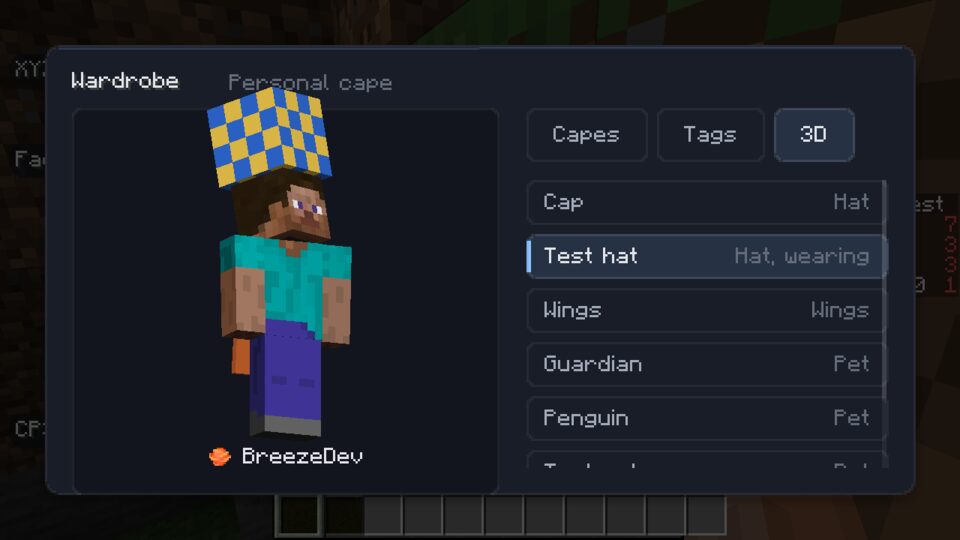 Wardrobe Personal cape
Capes Tags 3D
Cap Hat
Test hat Hat, wearing
Wings Wings
Guardian Pet
Penguin Pet
BreezeDev
XYZ